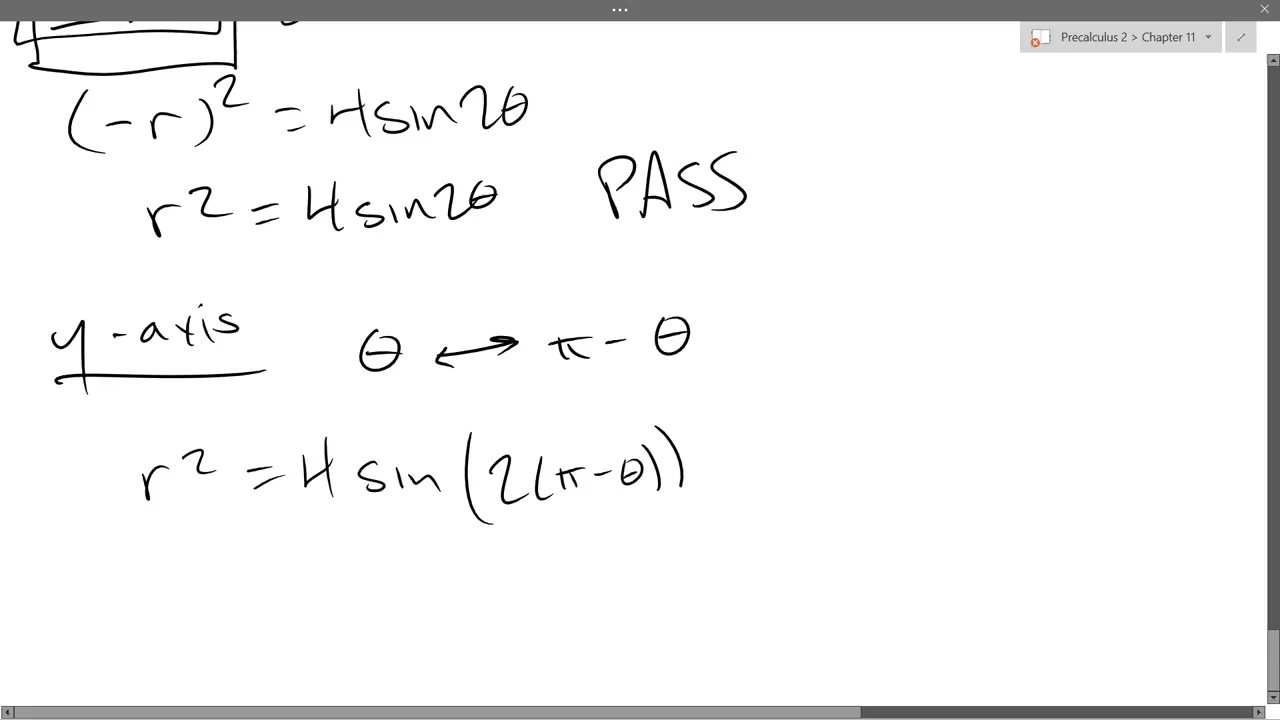 Precalculus 2 > Chapter 11
(-r)² = 4sin2θ
r² = 4sin2θ PASS
y-axis θ ↔ π - θ
r² = 4 sin(2(π-θ))